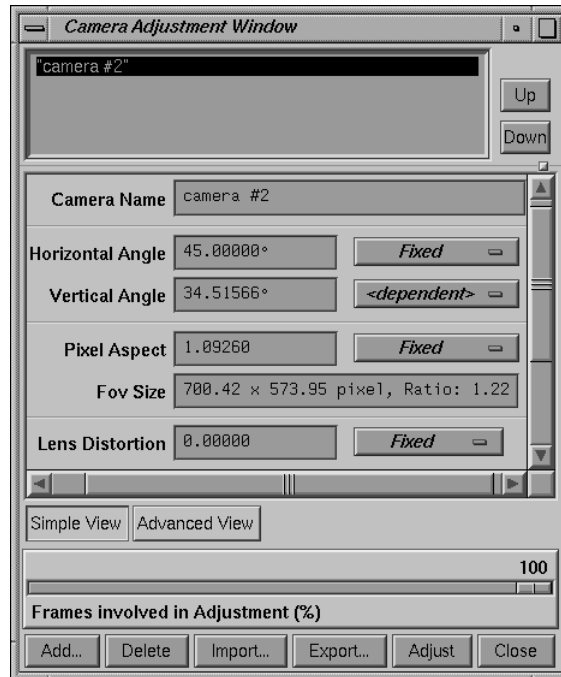 Camera Adjustment Window
"camera #2"
Up
Down
Camera Name camera #2
Horizontal Angle 45.00000° Fixed
Vertical Angle 34.51566° <dependent>
Pixel Aspect 1.09260 Fixed
Fov Size 700.42 x 573.95 pixel, Ratio: 1.22
Lens Distortion 0.00000 Fixed
Simple View Advanced View
100
Frames involved in Adjustment (%)
Add... Delete Import... Export... Adjust Close